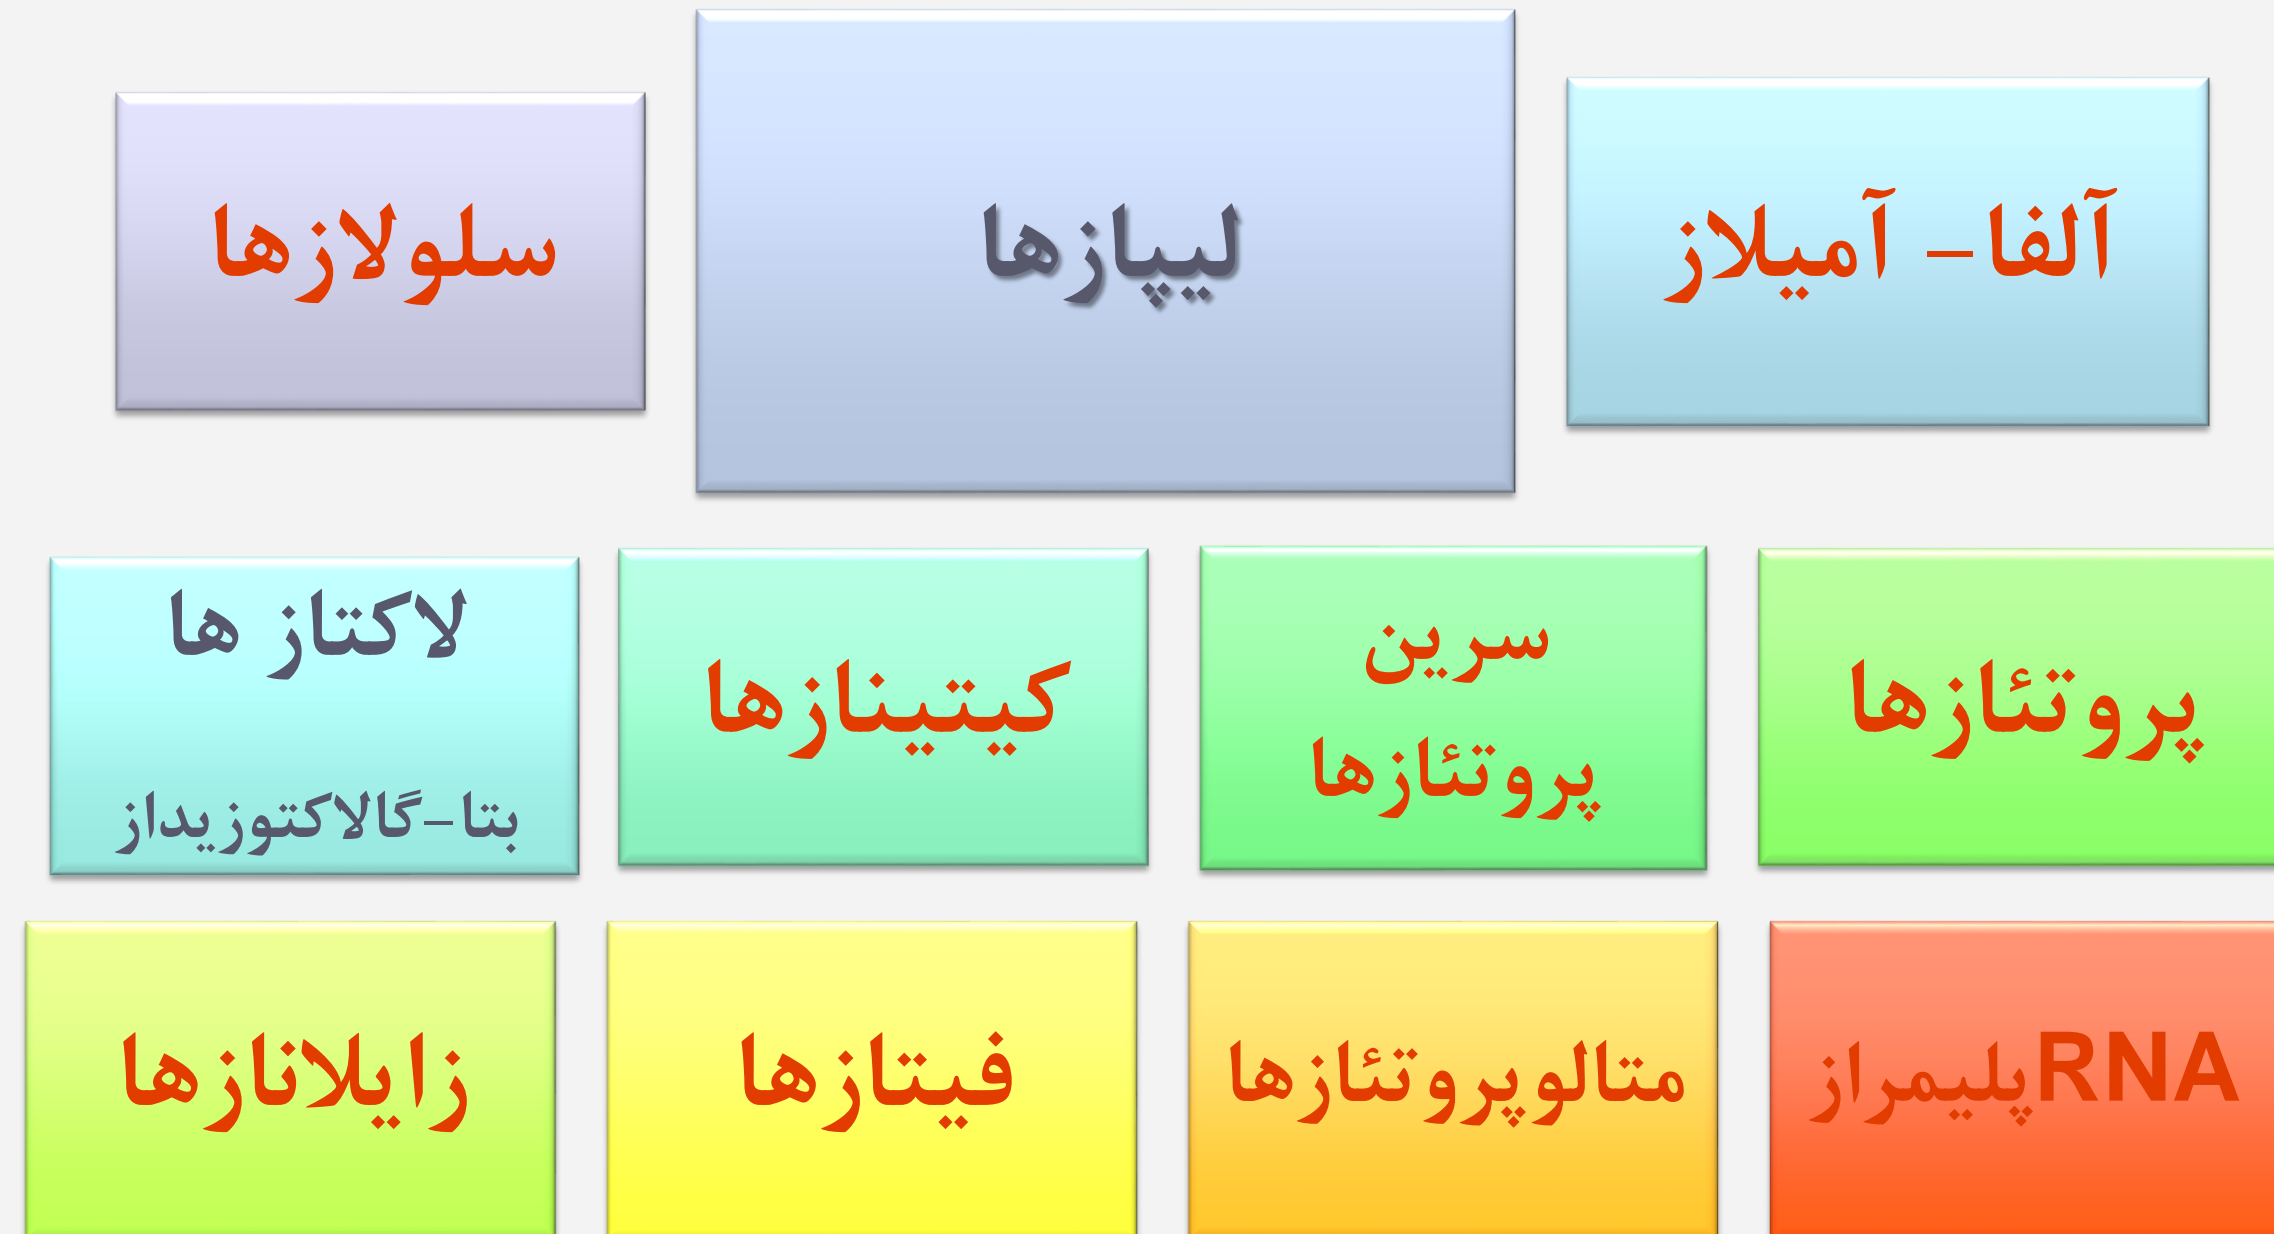 آلفا- آمیلاز
لیپازها
سلولازها
پروتئازها
سرین
پروتئازها
کیتینازها
لاکتاز ها
بتا-گالاکتوزیداز
RNAپلیمراز
متالوپروتئازها
فیتازها
زایلانازها